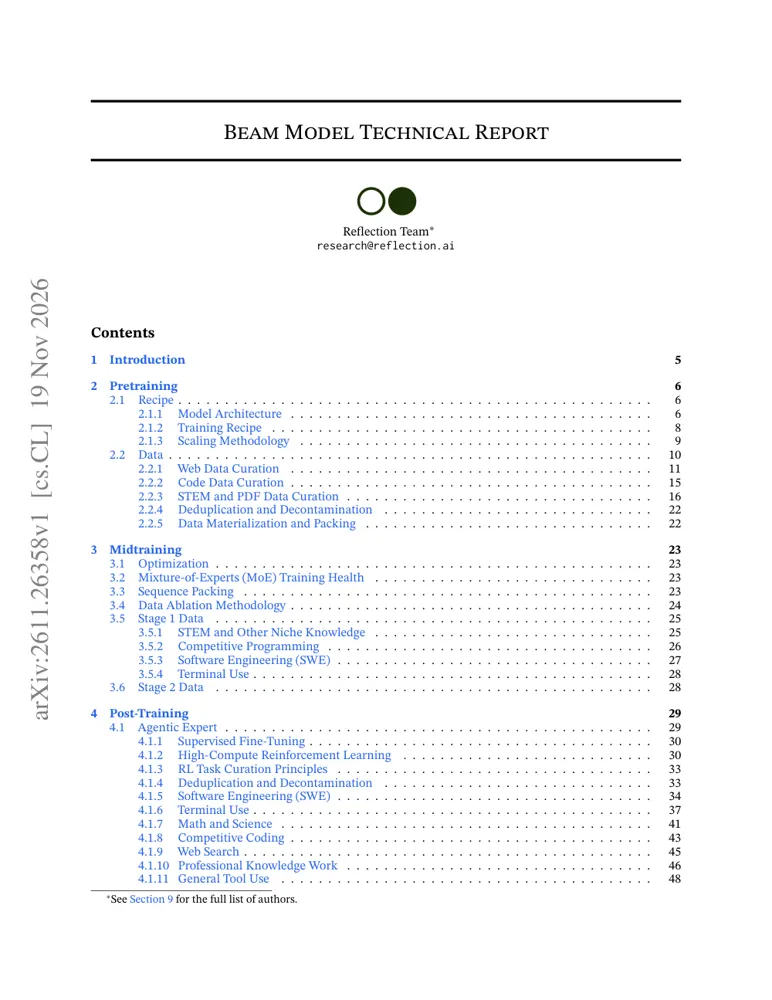 BEAM MODEL TECHNICAL REPORT
Reflection Team*
research@reflection.ai
arXiv:2611.26358v1 [cs.CL] 19 Nov 2026
Contents
1 Introduction 5
2 Pretraining 6
2.1 Recipe . . . . . . . . . . . . . . . . . . . . 6
2.1.1 Model Architecture . . . . . . . . . . . . . . . . . . . . 6
2.1.2 Training Recipe . . . . . . . . . . . . . . . . . . . . 8
2.1.3 Scaling Methodology . . . . . . . . . . . . . . . . . . . . 9
2.2 Data . . . . . . . . . . . . . . . . . . . . 10
2.2.1 Web Data Curation . . . . . . . . . . . . . . . . . . . . 11
2.2.2 Code Data Curation . . . . . . . . . . . . . . . . . . . . 15
2.2.3 STEM and PDF Data Curation . . . . . . . . . . . . . . . . . . . . 16
2.2.4 Deduplication and Decontamination . . . . . . . . . . . . . . . . . . . . 22
2.2.5 Data Materialization and Packing . . . . . . . . . . . . . . . . . . . . 22
3 Midtraining 23
3.1 Optimization . . . . . . . . . . . . . . . . . . . . 23
3.2 Mixture-of-Experts (MoE) Training Health . . . . . . . . . . . . . . . . . . . . 23
3.3 Sequence Packing . . . . . . . . . . . . . . . . . . . . 23
3.4 Data Ablation Methodology . . . . . . . . . . . . . . . . . . . . 24
3.5 Stage 1 Data . . . . . . . . . . . . . . . . . . . . 25
3.5.1 STEM and Other Niche Knowledge . . . . . . . . . . . . . . . . . . . . 25
3.5.2 Competitive Programming . . . . . . . . . . . . . . . . . . . . 26
3.5.3 Software Engineering (SWE) . . . . . . . . . . . . . . . . . . . . 27
3.5.4 Terminal Use . . . . . . . . . . . . . . . . . . . . 28
3.6 Stage 2 Data . . . . . . . . . . . . . . . . . . . . 28
4 Post-Training 29
4.1 Agentic Expert . . . . . . . . . . . . . . . . . . . . 29
4.1.1 Supervised Fine-Tuning . . . . . . . . . . . . . . . . . . . . 30
4.1.2 High-Compute Reinforcement Learning . . . . . . . . . . . . . . . . . . . . 30
4.1.3 RL Task Curation Principles . . . . . . . . . . . . . . . . . . . . 33
4.1.4 Deduplication and Decontamination . . . . . . . . . . . . . . . . . . . . 33
4.1.5 Software Engineering (SWE) . . . . . . . . . . . . . . . . . . . . 34
4.1.6 Terminal Use . . . . . . . . . . . . . . . . . . . . 37
4.1.7 Math and Science . . . . . . . . . . . . . . . . . . . . 41
4.1.8 Competitive Coding . . . . . . . . . . . . . . . . . . . . 43
4.1.9 Web Search . . . . . . . . . . . . . . . . . . . . 45
4.1.10 Professional Knowledge Work . . . . . . . . . . . . . . . . . . . . 46
4.1.11 General Tool Use . . . . . . . . . . . . . . . . . . . . 48
*See Section 9 for the full list of authors.